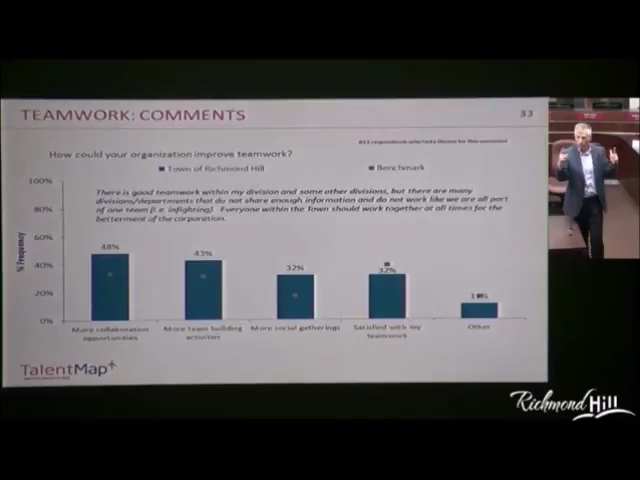 TEAMWORK: COMMENTS
33
How could your organization improve teamwork?
Town of Richmond Hill
Benchmark
There is good teamwork within my division and some other divisions, but there are many
divisions/departments that do not share enough information and do not work like we are all part
of one team (i.e. infighting). Everyone within the Town should work together at all times for the
betterment of the corporation.
% Frequency
100%
80%
60%
40%
20%
0%
48%
43%
32%
32%
More collaboration
opportunities
More team building
activities
More social gatherings
Satisfied with my
teamwork
Other
TalentMap+
Richmond Hill